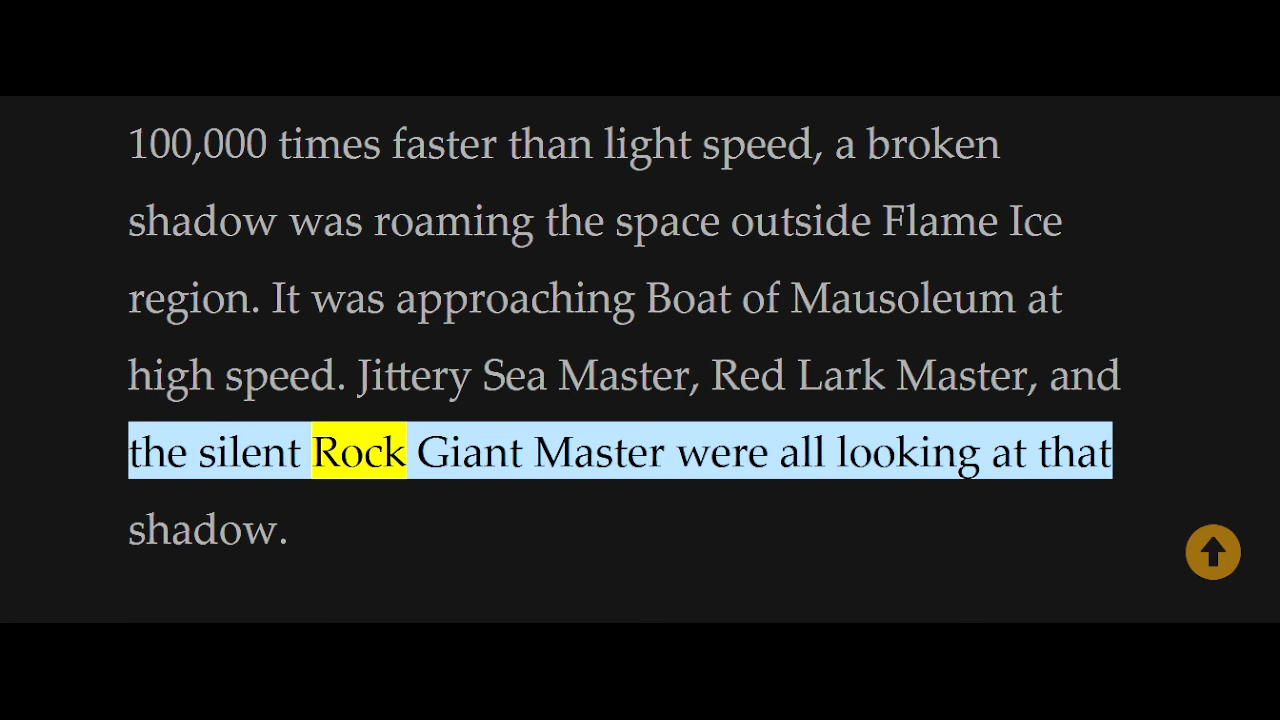 100,000 times faster than light speed, a broken
shadow was roaming the space outside Flame Ice
region. It was approaching Boat of Mausoleum at
high speed. Jittery Sea Master, Red Lark Master, and
the silent Rock Giant Master were all looking at that
shadow.